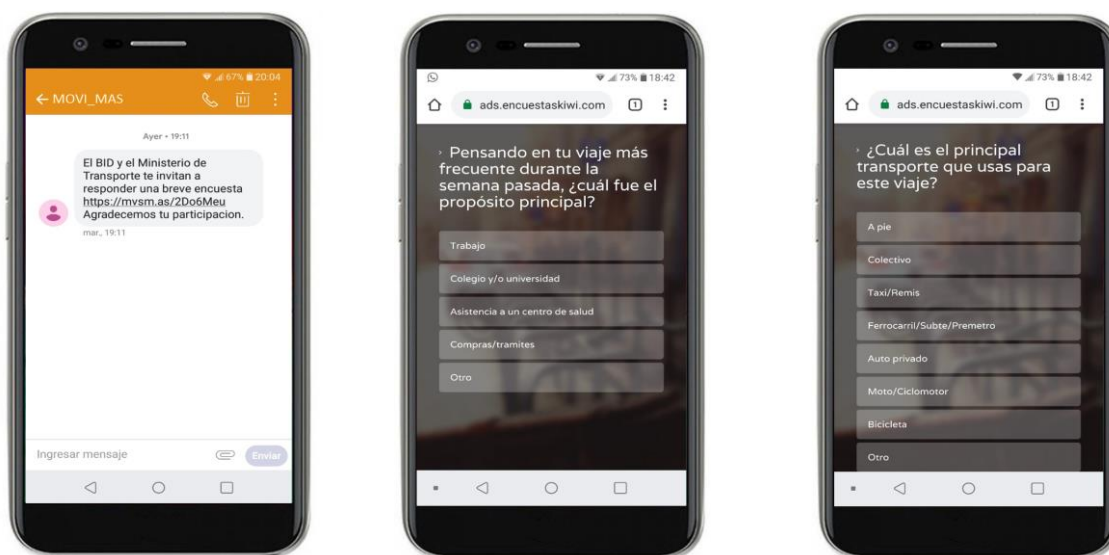 67% 20:04
MOVI_MAS
Ayer • 19:11
El BID y el Ministerio de
Transporte te invitan a
responder una breve encuesta
https://mvsm.as/2Do6Meu
Agradecemos tu participacion.
mar., 19:11
Ingresar mensaje
Enviar
73% 18:42
ads.encuestaskiwi.com 1
› Pensando en tu viaje más
frecuente durante la
semana pasada, ¿cuál fue el
propósito principal?
Trabajo
Colegio y/o universidad
Asistencia a un centro de salud
Compras/tramites
Otro
73% 18:42
ads.encuestaskiwi.com 1
› ¿Cuál es el principal
transporte que usas para
este viaje?
A pie
Colectivo
Taxi/Remis
Ferrocarril/Subte/Premetro
Auto privado
Moto/Ciclomotor
Bicicleta
Otro